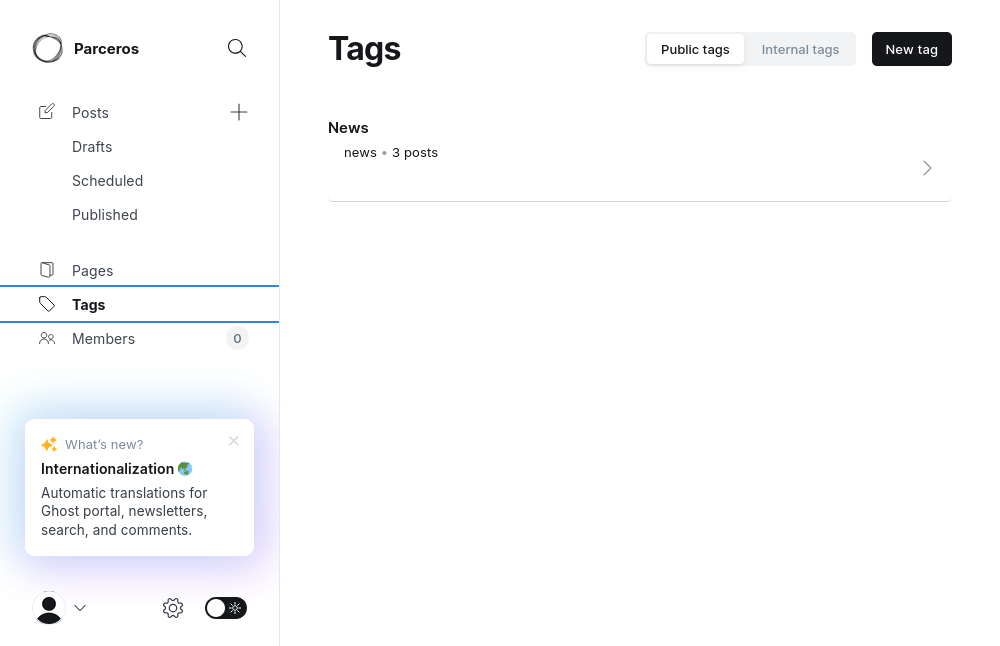 Parceros
Posts
Drafts
Scheduled
Published
Pages
Tags
Members
0
What's new?
Internationalization 🌏
Automatic translations for
Ghost portal, newsletters,
search, and comments.
Tags
Public tags
Internal tags
New tag
News
news • 3 posts